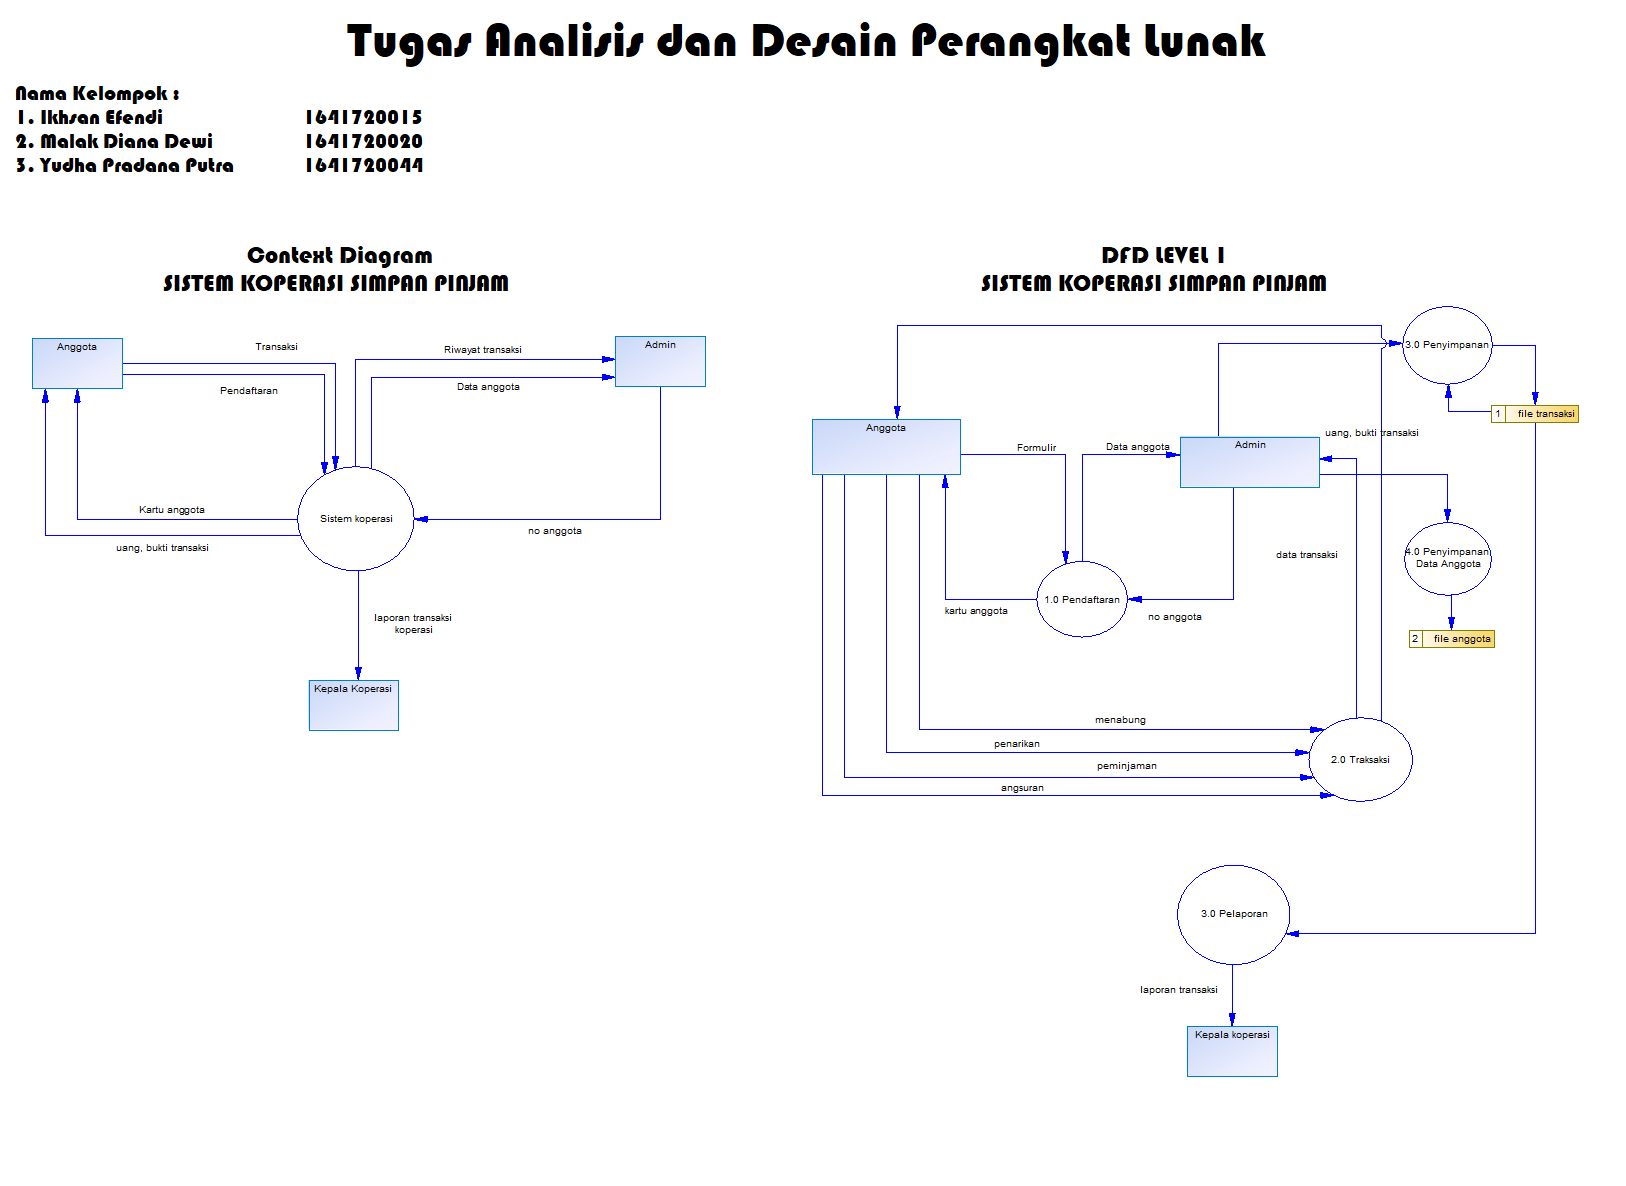 Tugas Analisis dan Desain Perangkat Lunak
Nama Kelompok :
1. Ikhsan Efendi 1641720015
2. Malak Diana Dewi 1641720020
3. Yudha Pradana Putra 1641720044
Context Diagram
SISTEM KOPERASI SIMPAN PINJAM
Anggota
Transaksi
Pendaftaran
Riwayat transaksi
Data anggota
Admin
Kartu anggota
uang, bukti transaksi
Sistem koperasi
no anggota
laporan transaksi
koperasi
Kepala Koperasi
DFD LEVEL 1
SISTEM KOPERASI SIMPAN PINJAM
3.0 Penyimpanan
1 file transaksi
Anggota
Formulir
Data anggota
Admin
uang, bukti transaksi
data transaksi
4.0 Penyimpanan
Data Anggota
2 file anggota
kartu anggota
1.0 Pendaftaran
no anggota
menabung
penarikan
peminjaman
angsuran
2.0 Traksaksi
3.0 Pelaporan
laporan transaksi
Kepala koperasi